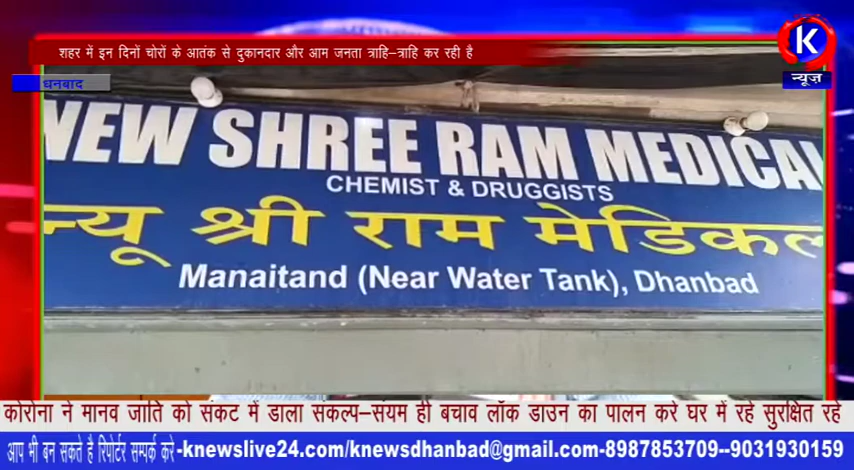 शहर में इन दिनों चोरों के आतंक से दुकानदार और आम जनता त्राहि–त्राहि कर रही है
K
न्यूज़
धनबाद
NEW SHREE RAM MEDICAL
CHEMIST & DRUGGISTS
न्यू श्री राम मेडिकल
Manaitand (Near Water Tank), Dhanbad
कोरोना ने मानव जाति को संकट में डाला संकल्प–संयम ही बचाव लॉक डाउन का पालन करे घर में रहे सुरक्षित रहे
आप भी बन सकते है रिपोर्टर सम्पर्क करे-knewslive24.com/knewsdhanbad@gmail.com-8987853709--9031930159